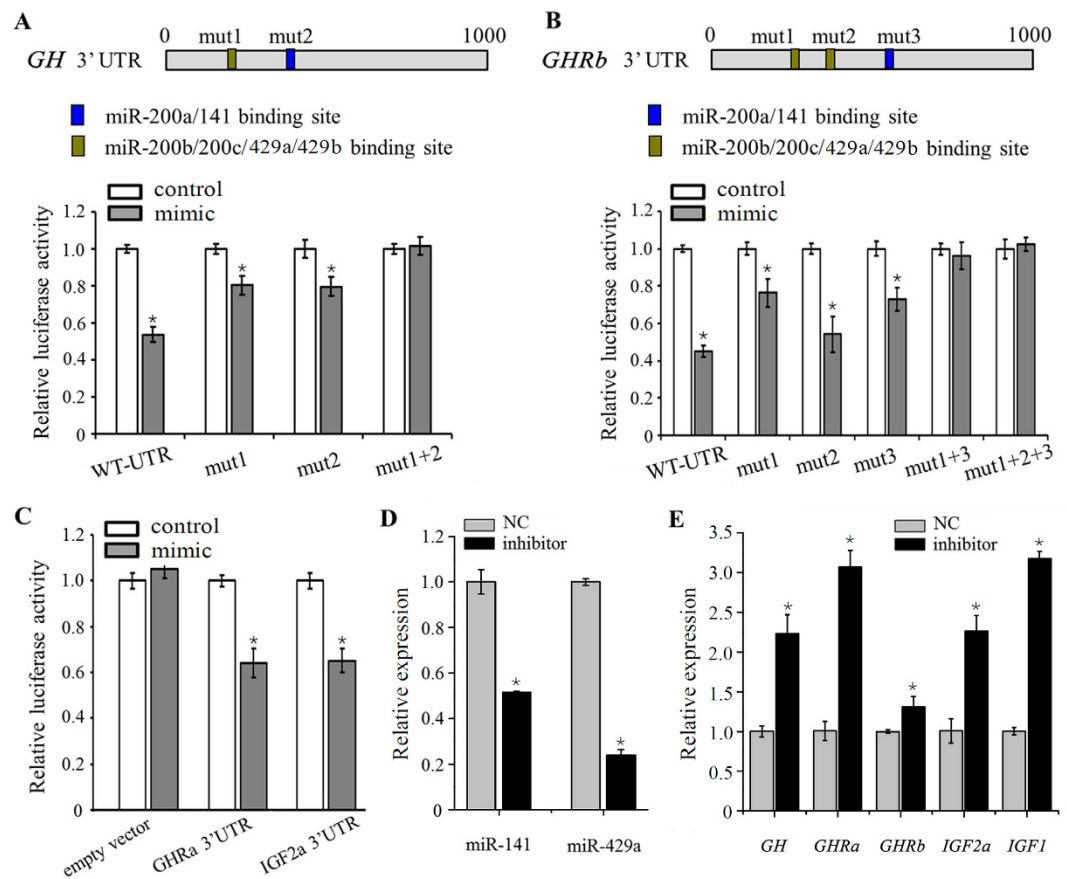 A
0 mut1 mut2 1000
GH 3’UTR
miR-200a/141 binding site
miR-200b/200c/429a/429b binding site
control
mimic
Relative luciferase activity
1.2
1.0
0.8
0.6
0.4
0.2
0
WT-UTR mut1 mut2 mut1+2
B
0 mut1 mut2 mut3 1000
GHRb 3’UTR
miR-200a/141 binding site
miR-200b/200c/429a/429b binding site
control
mimic
Relative luciferase activity
1.2
1.0
0.8
0.6
0.4
0.2
0
WT-UTR mut1 mut2 mut3 mut1+3 mut1+2+3
C
control
mimic
Relative luciferase activity
1.2
1.0
0.8
0.6
0.4
0.2
0
empty vector GHRa 3’UTR IGF2a 3’UTR
D
NC
inhibitor
Relative expression
1.2
1.0
0.8
0.6
0.4
0.2
0
miR-141 miR-429a
E
NC
inhibitor
Relative expression
3.5
3.0
2.5
2.0
1.5
1.0
0.5
0
GH GHRa GHRb IGF2a IGF1